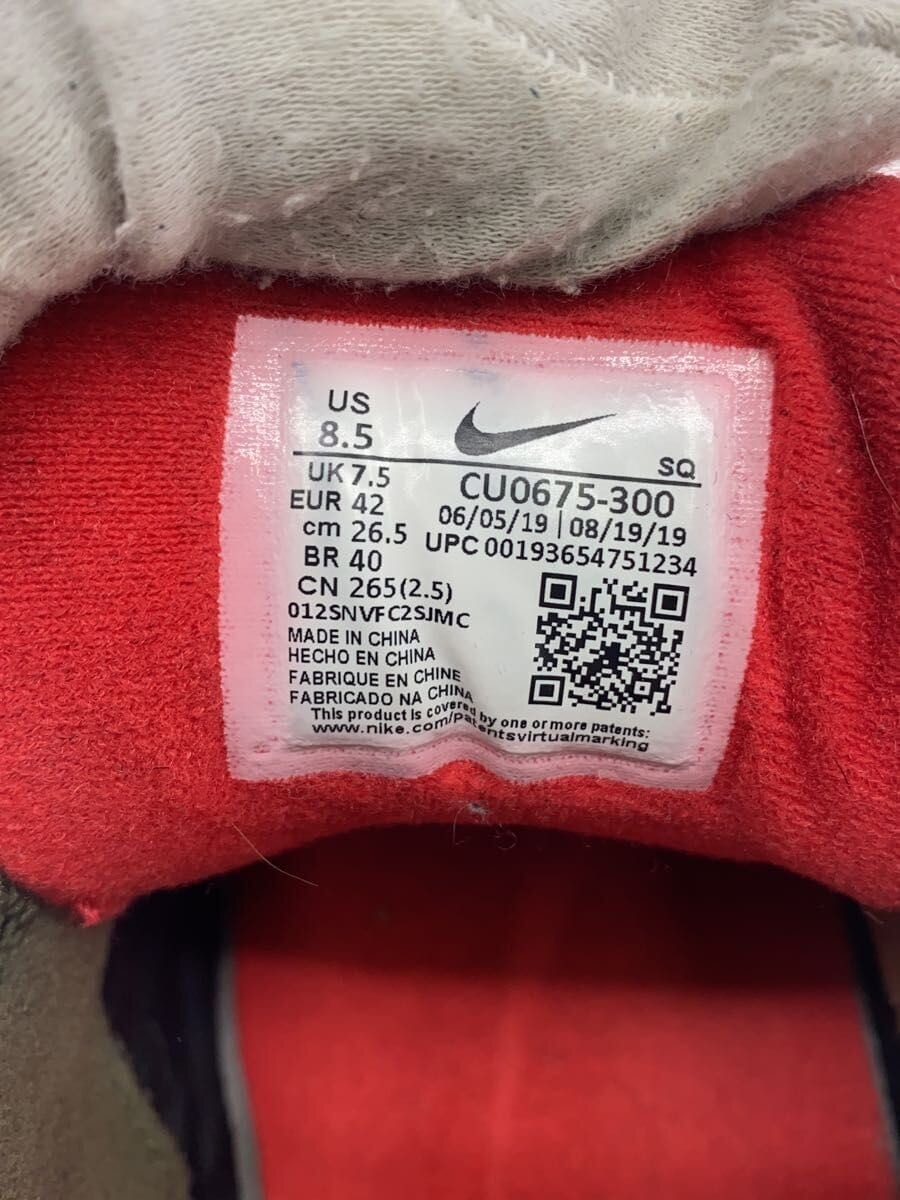 US
8.5
UK 7.5
EUR 42
cm 26.5
BR 40
CN 265(2.5)
SQ
CU0675-300
06/05/19 | 08/19/19
UPC 00193654751234
012SNVFC2SJMC
MADE IN CHINA
HECHO EN CHINA
FABRIQUE EN CHINE
FABRICADO NA CHINA
This product is covered by one or more patents:
www.nike.com/patentsvirtualmarking